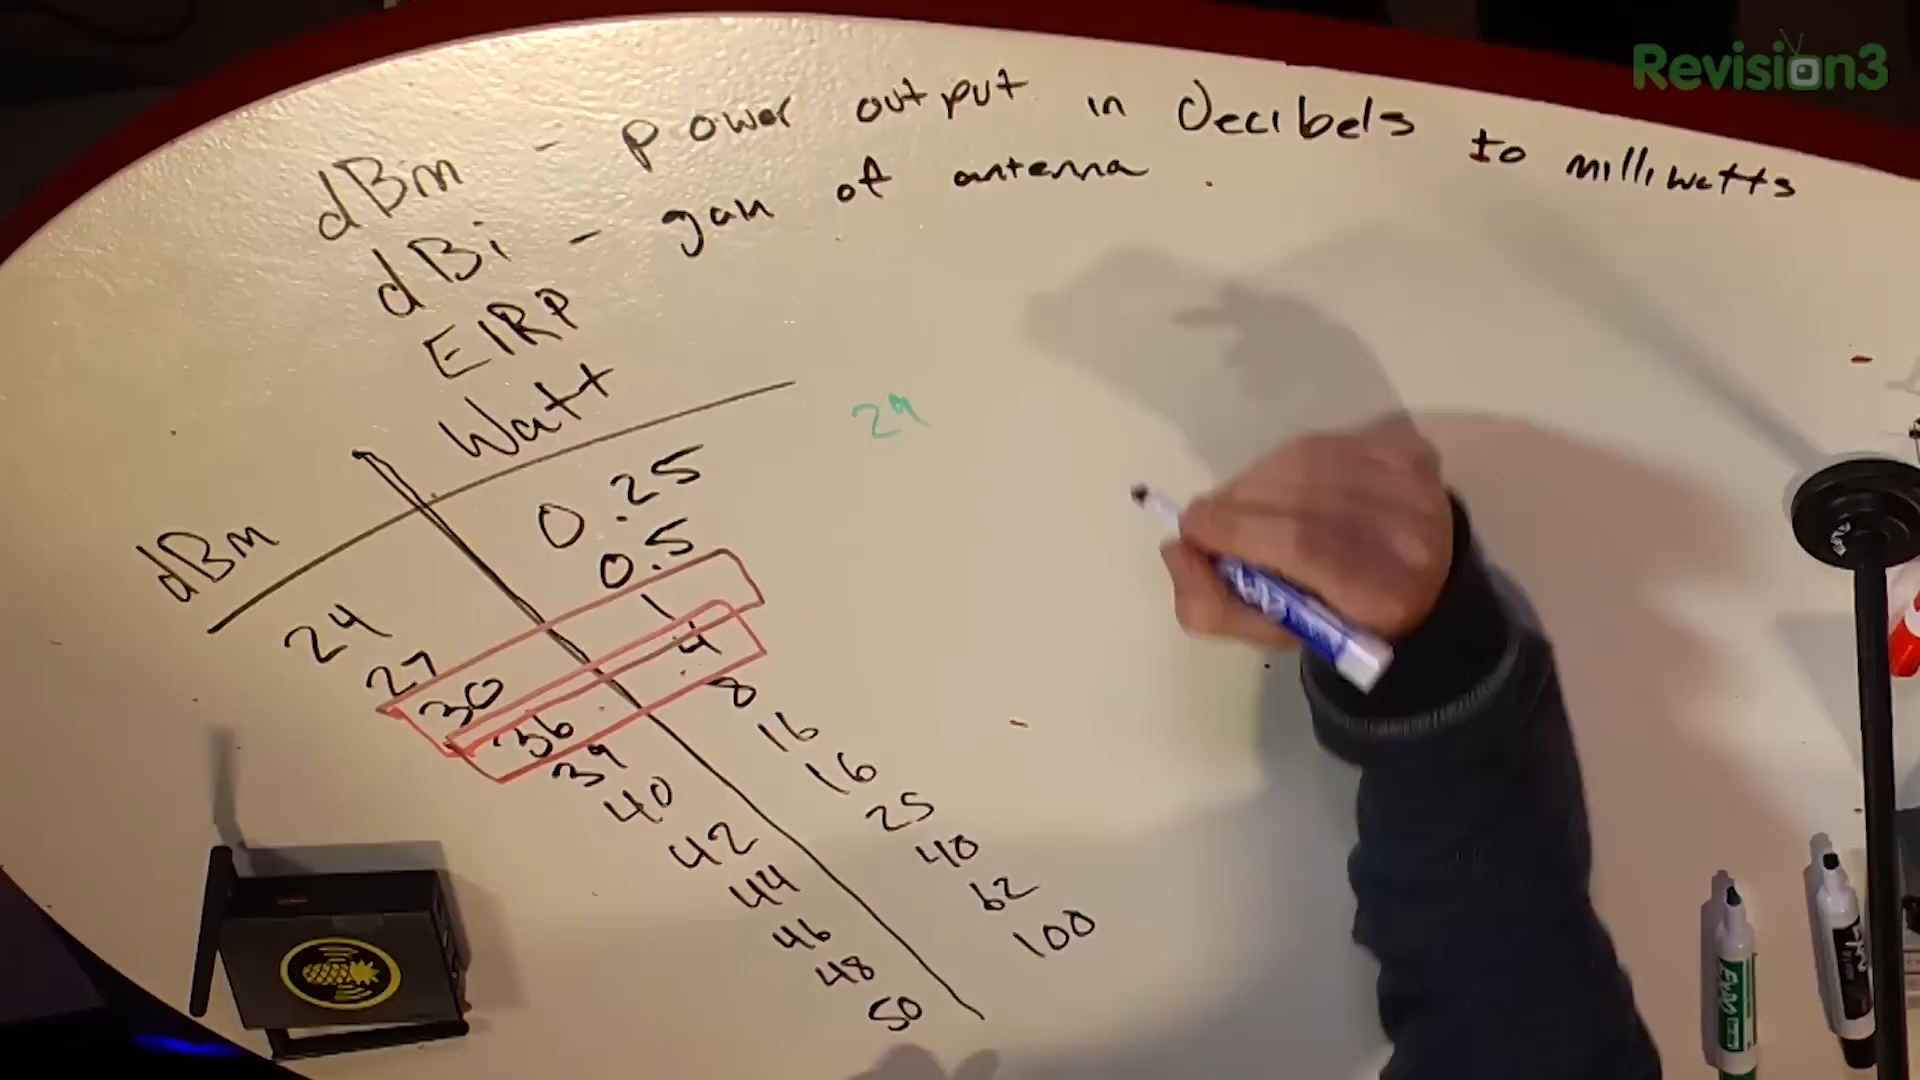 Revision3
dBm - power output in decibels to milliwatts
dBi - gain of antenna
EIRP
Watt
dBm
24 0.25
27 0.5
30 1
36 4
39 8
40 16
42 16
44 25
46 40
48 62
50 100
29